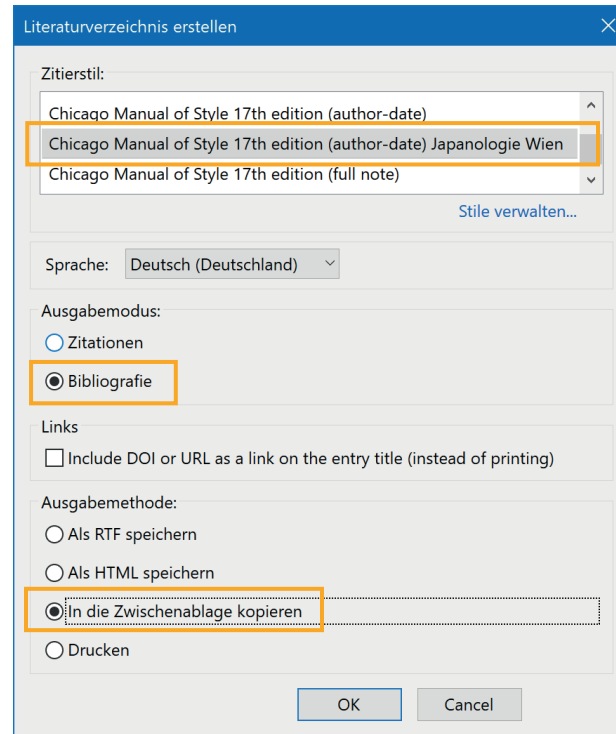 Literaturverzeichnis erstellen
Zitierstil:
Chicago Manual of Style 17th edition (author-date)
Chicago Manual of Style 17th edition (author-date) Japanologie Wien
Chicago Manual of Style 17th edition (full note)
Stile verwalten...
Sprache: Deutsch (Deutschland)
Ausgabemodus:
Zitationen
Bibliografie
Links
Include DOI or URL as a link on the entry title (instead of printing)
Ausgabemethode:
Als RTF speichern
Als HTML speichern
In die Zwischenablage kopieren
Drucken
OK Cancel